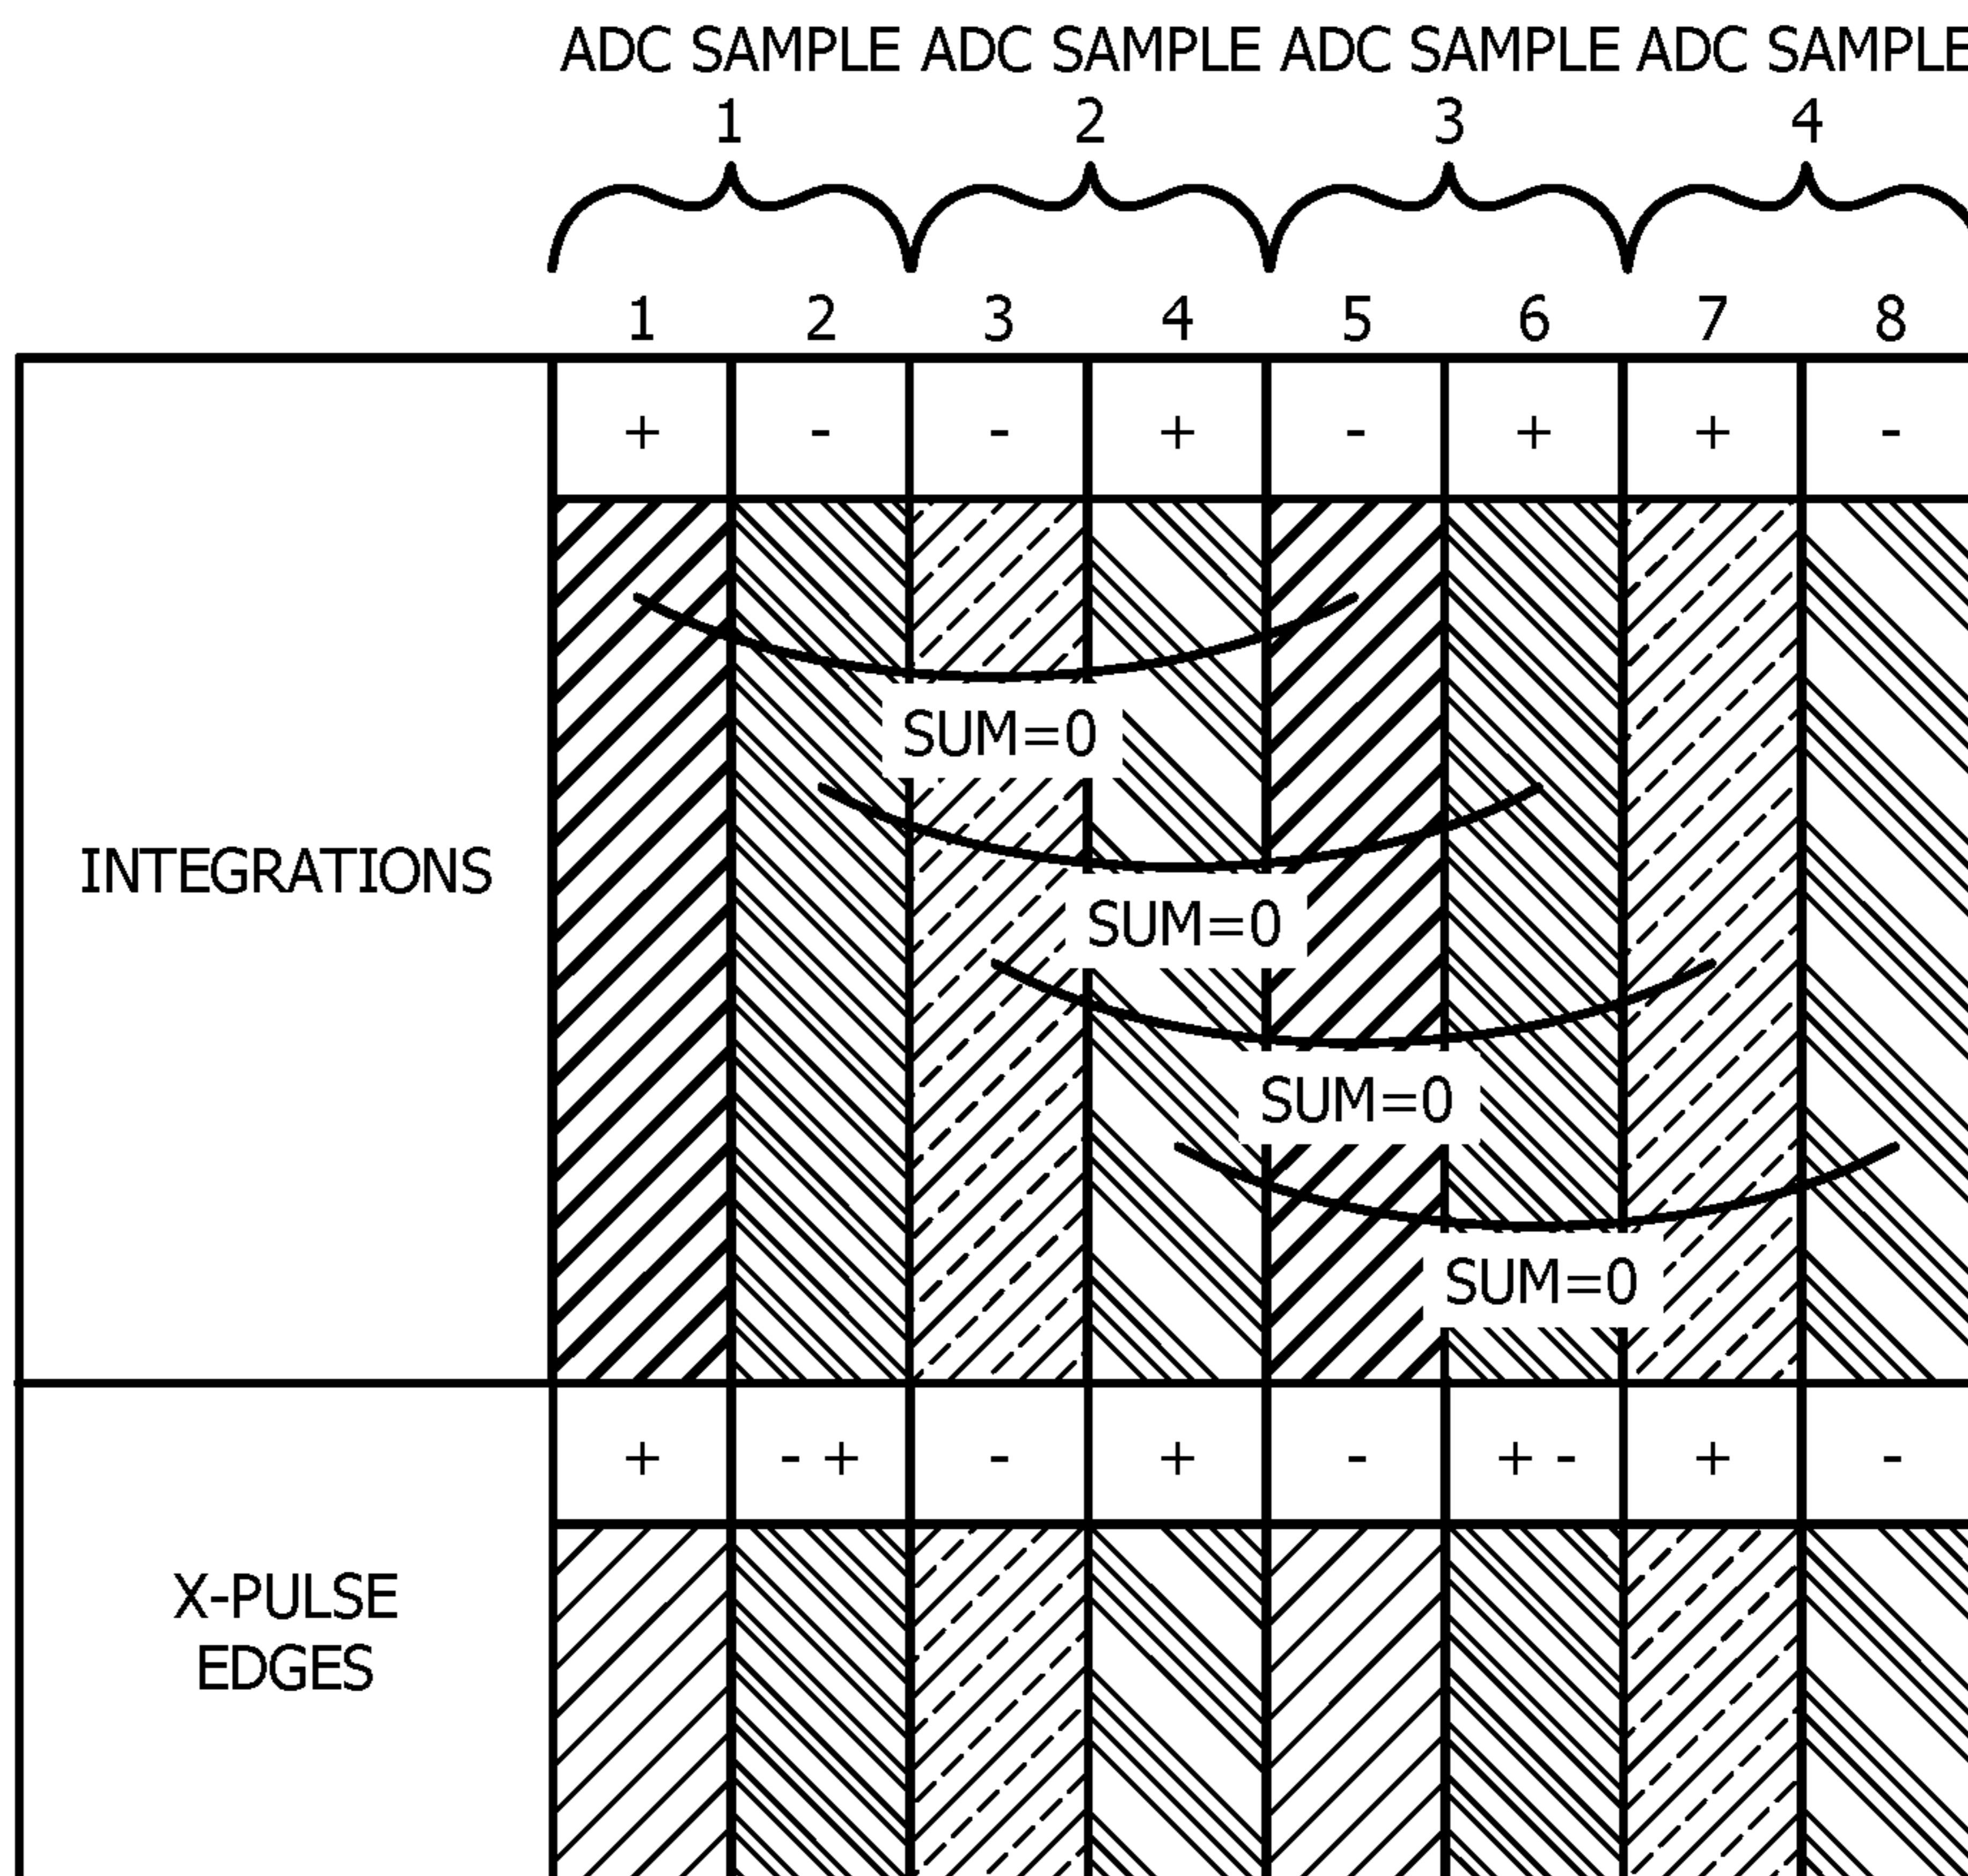 ADC SAMPLE ADC SAMPLE ADC SAMPLE ADC SAMPLE
1 2 3 4
1 2 3 4 5 6 7 8
+ - - + - + + -
SUM=0
INTEGRATIONS
SUM=0
SUM=0
SUM=0
+ - + - + - + - + -
X-PULSE
EDGES